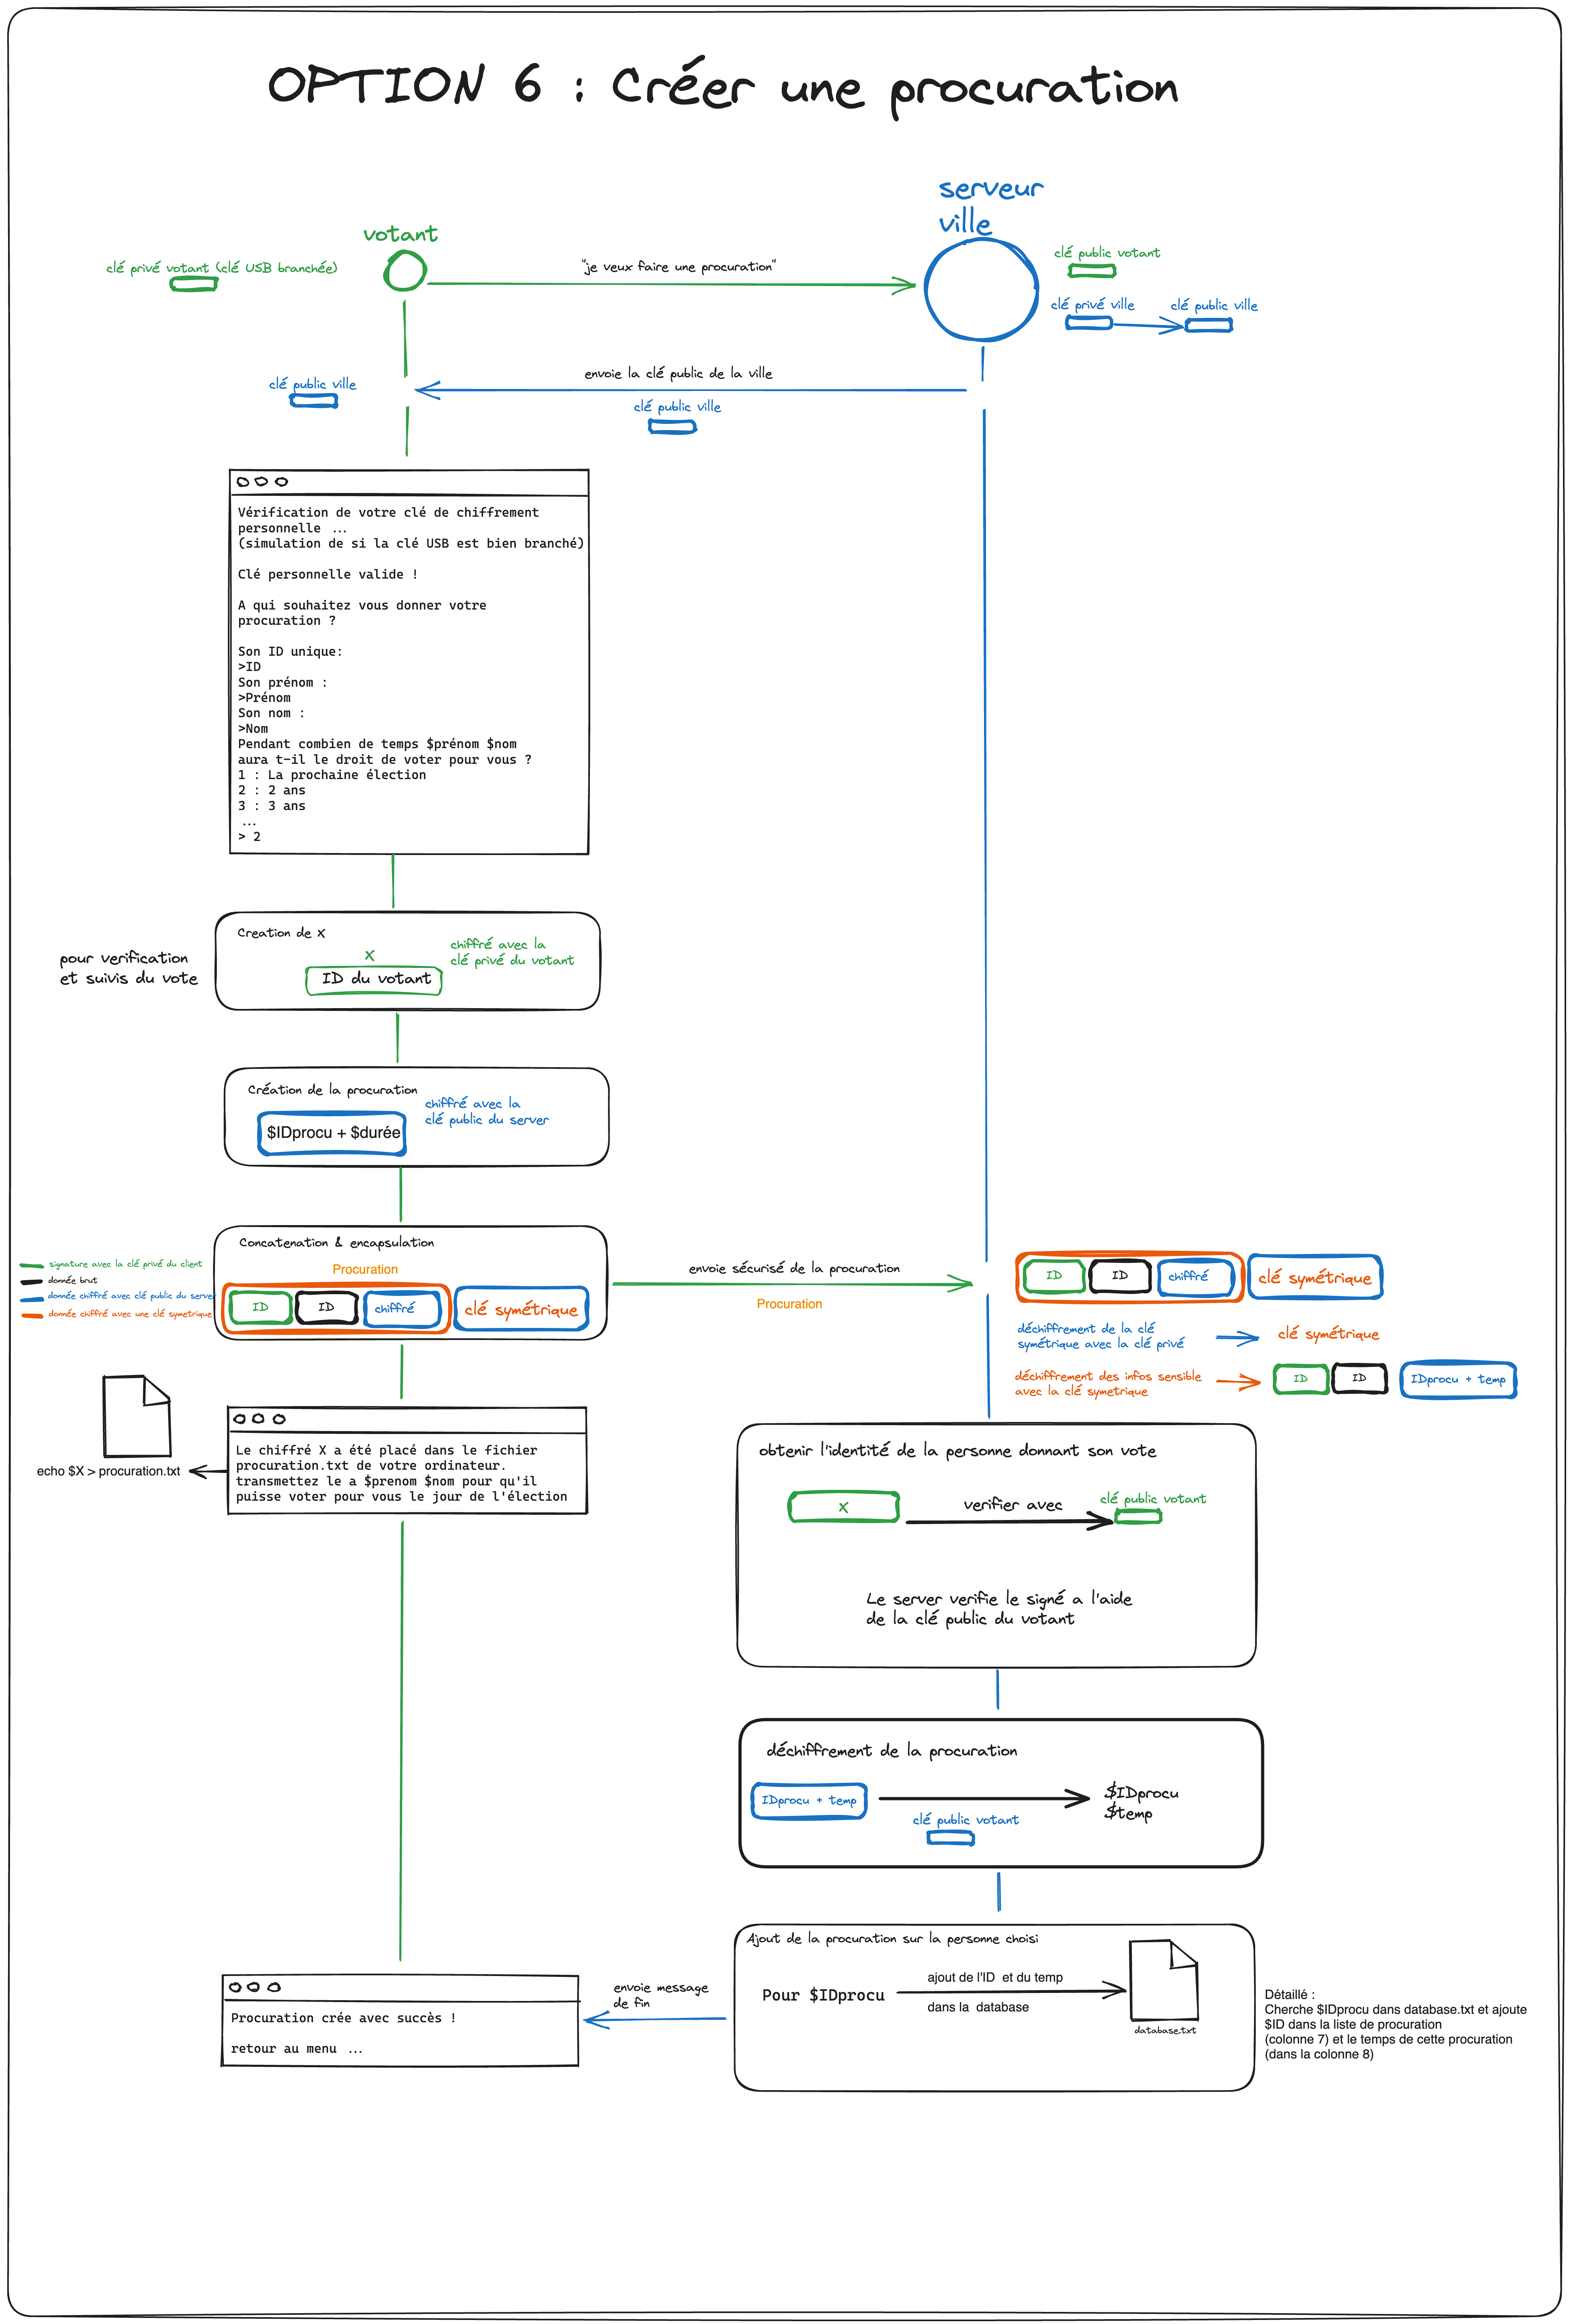 OPTION 6 : Créer une procuration
serveur
ville
votant
clé privé votant (clé USB branchée)
"je veux faire une procuration"
clé public votant
clé privé ville
clé public ville
envoie la clé public de la ville
clé public ville
clé public ville
Vérification de votre clé de chiffrement
personnelle ...
(simulation de si la clé USB est bien branché)
Clé personnelle valide !
A qui souhaitez vous donner votre
procuration ?
Son ID unique:
>ID
Son prénom :
>Prénom
Son nom :
>Nom
Pendant combien de temps $prénom $nom
aura t-il le droit de voter pour vous ?
1 : La prochaine élection
2 : 2 ans
3 : 3 ans
...
> 2
pour verification
et suivis du vote
Creation de X
X
ID du votant
chiffré avec la
clé privé du votant
Création de la procuration
$IDprocu + $durée
chiffré avec la
clé public du server
signature avec la clé privé du client
donnée brut
donnée chiffré avec clé public du server
donnée chiffré avec une clé symetrique
Concatenation & encapsulation
Procuration
ID
ID
chiffré
clé symétrique
envoie sécurisé de la procuration
Procuration
ID
ID
chiffré
clé symétrique
déchiffrement de la clé
symétrique avec la clé privé
clé symétrique
déchiffrement des infos sensible
avec la clé symetrique
ID
ID
IDprocu + temp
echo $X > procuration.txt
Le chiffré X a été placé dans le fichier
procuration.txt de votre ordinateur.
transmettez le a $prenom $nom pour qu'il
puisse voter pour vous le jour de l'élection
obtenir l'identité de la personne donnant son vote
X
verifier avec
clé public votant
Le server verifie le signé a l'aide
de la clé public du votant
déchiffrement de la procuration
IDprocu + temp
clé public votant
$IDprocu
$temp
Ajout de la procuration sur la personne choisi
Pour $IDprocu
ajout de l'ID et du temp
dans la database
database.txt
Détaillé :
Cherche $IDprocu dans database.txt et ajoute
$ID dans la liste de procuration
(colonne 7) et le temps de cette procuration
(dans la colonne 8)
envoie message
de fin
Procuration crée avec succès !
retour au menu ...